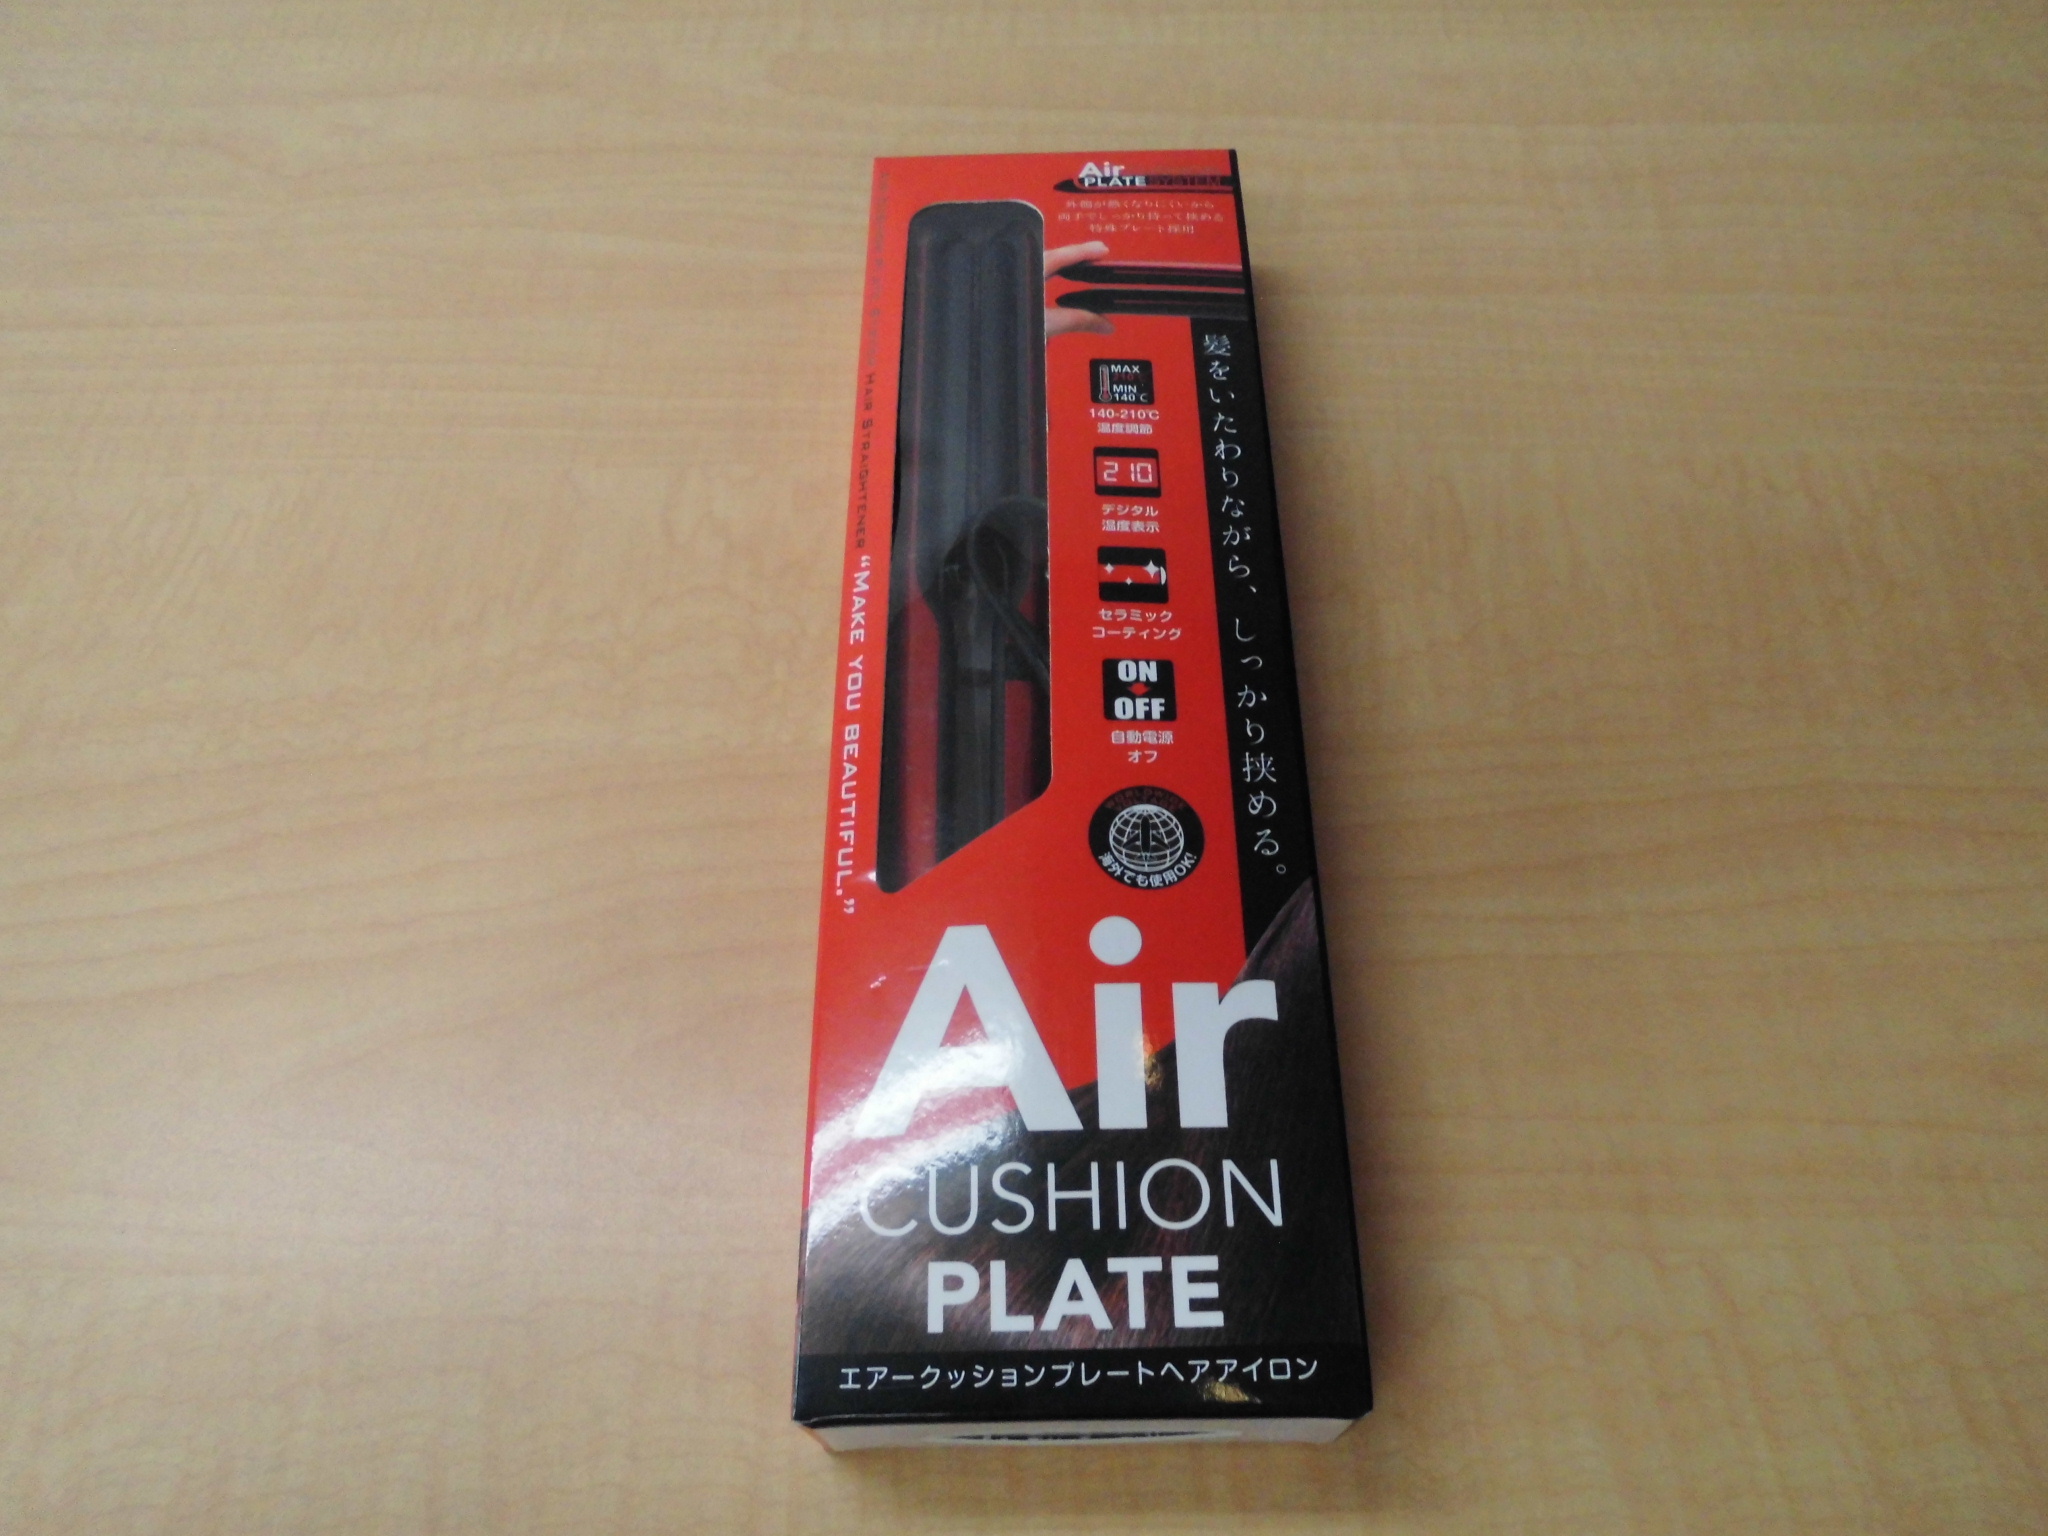 Air
PLATE SYSTEM
外側が熱くなりにくいから
両手でしっかり持って挟める
特殊プレート採用
MAX
210
MIN
140℃
140-210℃
温度調節
210
デジタル
温度表示
セラミック
コーティング
ON
OFF
自動電源
オフ
WORLDWIDE
海外でも使用OK!
髪をいたわりながら、しっかり挟める。
HAIR STRAIGHTENER
“MAKE YOU BEAUTIFUL.”
Air
CUSHION
PLATE
エアークッションプレートヘアアイロン